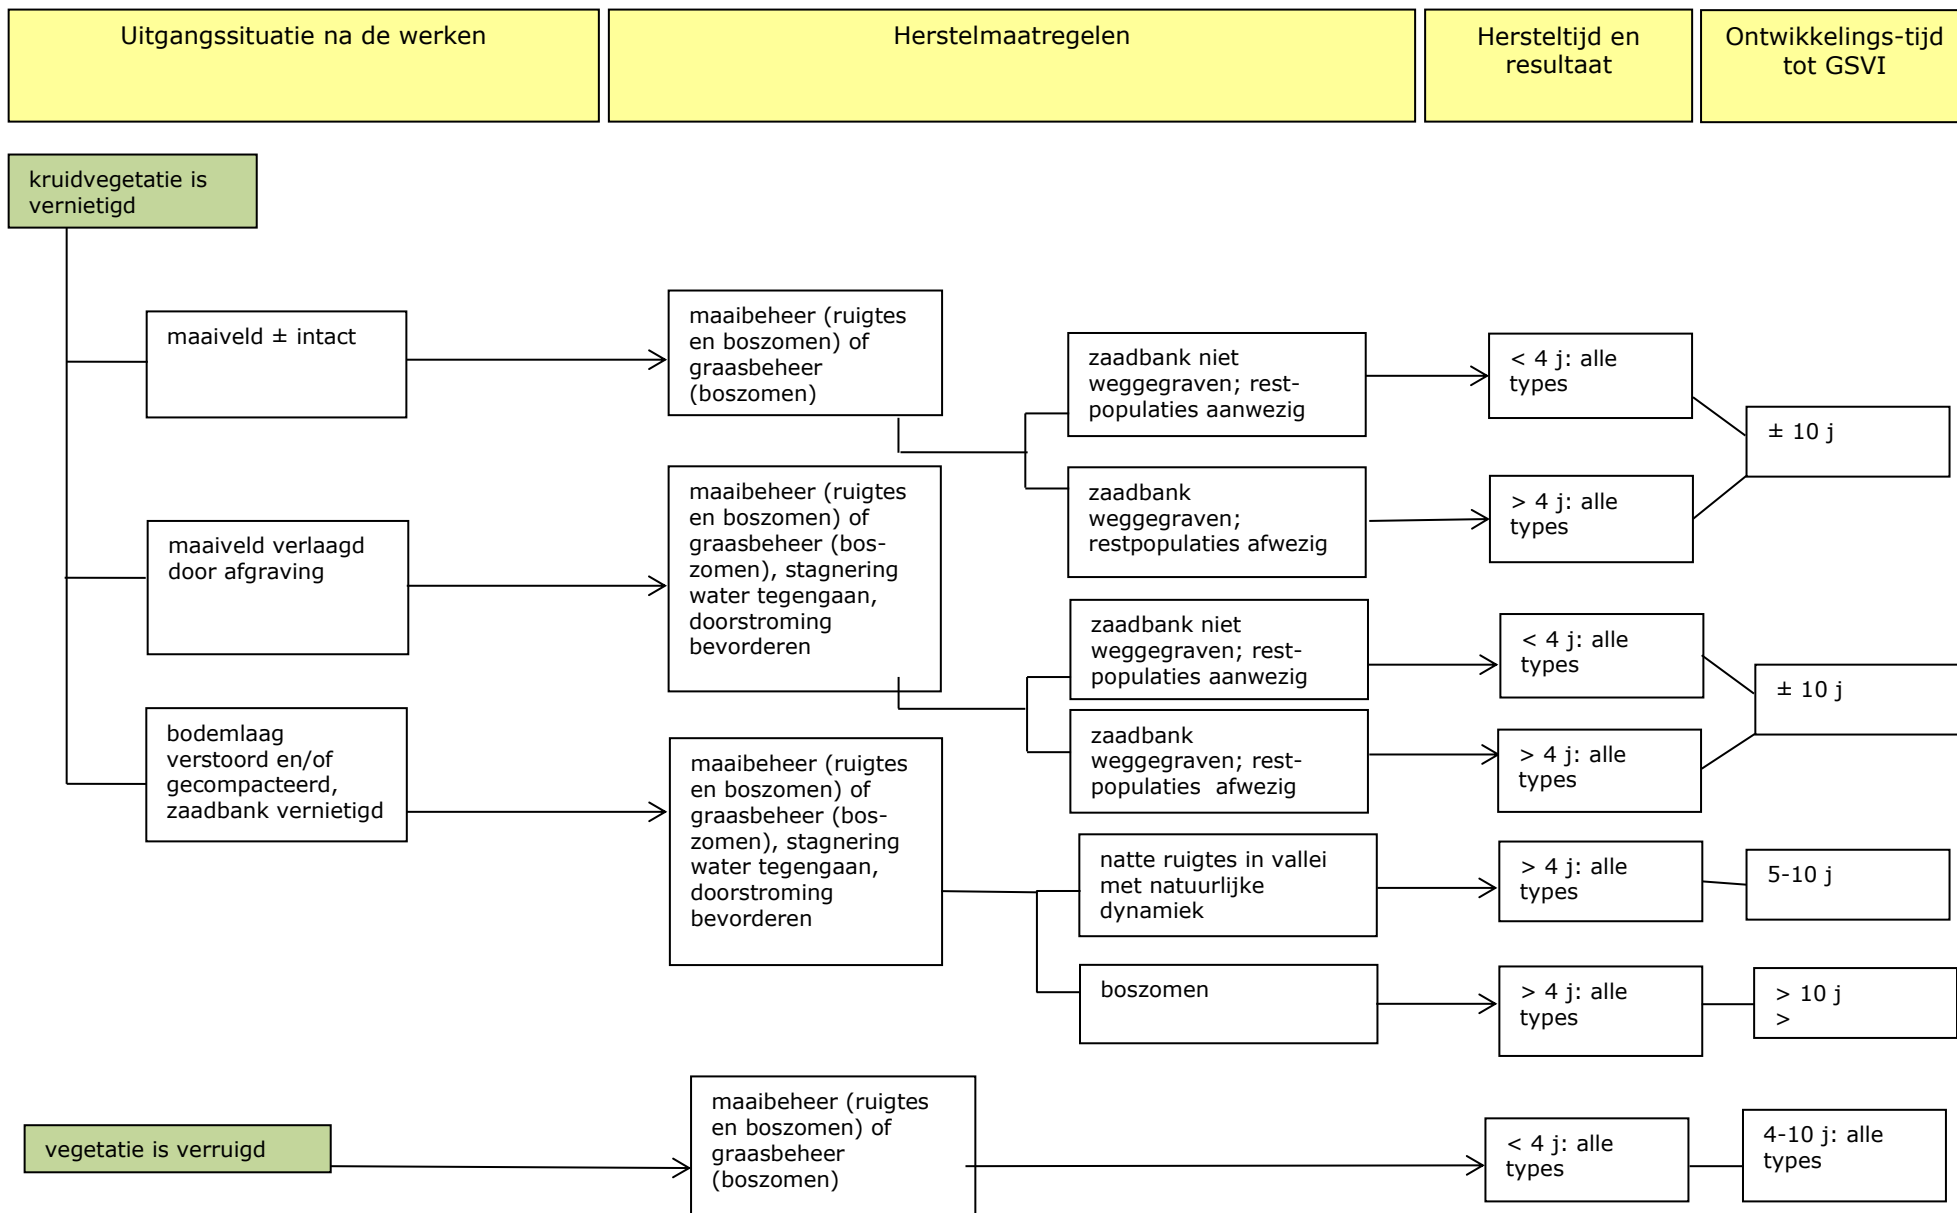 Uitgangssituatie na de werken
Herstelmaatregelen
Hersteltijd en
resultaat
Ontwikkelings-tijd
tot GSVI
kruidvegetatie is
vernietigd
maaiveld ± intact
maaibeheer (ruigtes
en boszomen) of
graasbeheer
(boszomen)
zaadbank niet
weggegraven; rest-
populaties aanwezig
< 4 j: alle
types
± 10 j
zaadbank
weggegraven;
restpopulaties afwezig
> 4 j: alle
types
maaiveld verlaagd
door afgraving
maaibeheer (ruigtes
en boszomen) of
graasbeheer (bos-
zomen), stagnering
water tegengaan,
doorstroming
bevorderen
zaadbank niet
weggegraven; rest-
populaties aanwezig
< 4 j: alle
types
± 10 j
zaadbank
weggegraven; rest-
populaties  afwezig
> 4 j: alle
types
bodemlaag
verstoord en/of
gecompacteerd,
zaadbank vernietigd
maaibeheer (ruigtes
en boszomen) of
graasbeheer (bos-
zomen), stagnering
water tegengaan,
doorstroming
bevorderen
natte ruigtes in vallei
met natuurlijke
dynamiek
> 4 j: alle
types
5-10 j
boszomen
> 4 j: alle
types
> 10 j
>
vegetatie is verruigd
maaibeheer (ruigtes
en boszomen) of
graasbeheer
(boszomen)
< 4 j: alle
types
4-10 j: alle
types